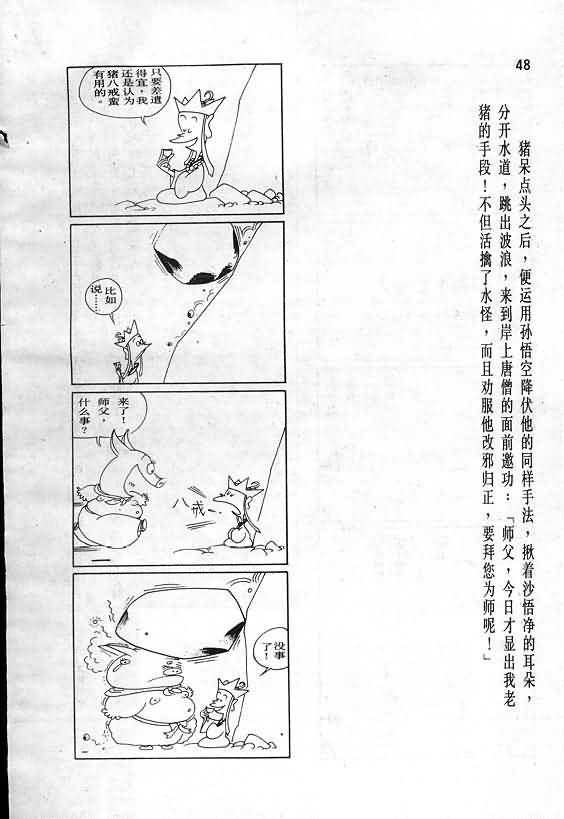 48
猪呆点头之后，便运用孙悟空降伏他的同样手法，揪着沙悟净的耳朵，
分开水道，跳出波浪，来到岸上唐僧的面前邀功：「师父，今日才显出我老
猪的手段！不但活擒了水怪，而且劝服他改邪归正，要拜您为师呢！」
只要差遣
得宜，我
还是认为
猪八戒蛮
有用的。
比如
说……
来了！
师父，
什么事？
八戒
没事
了！